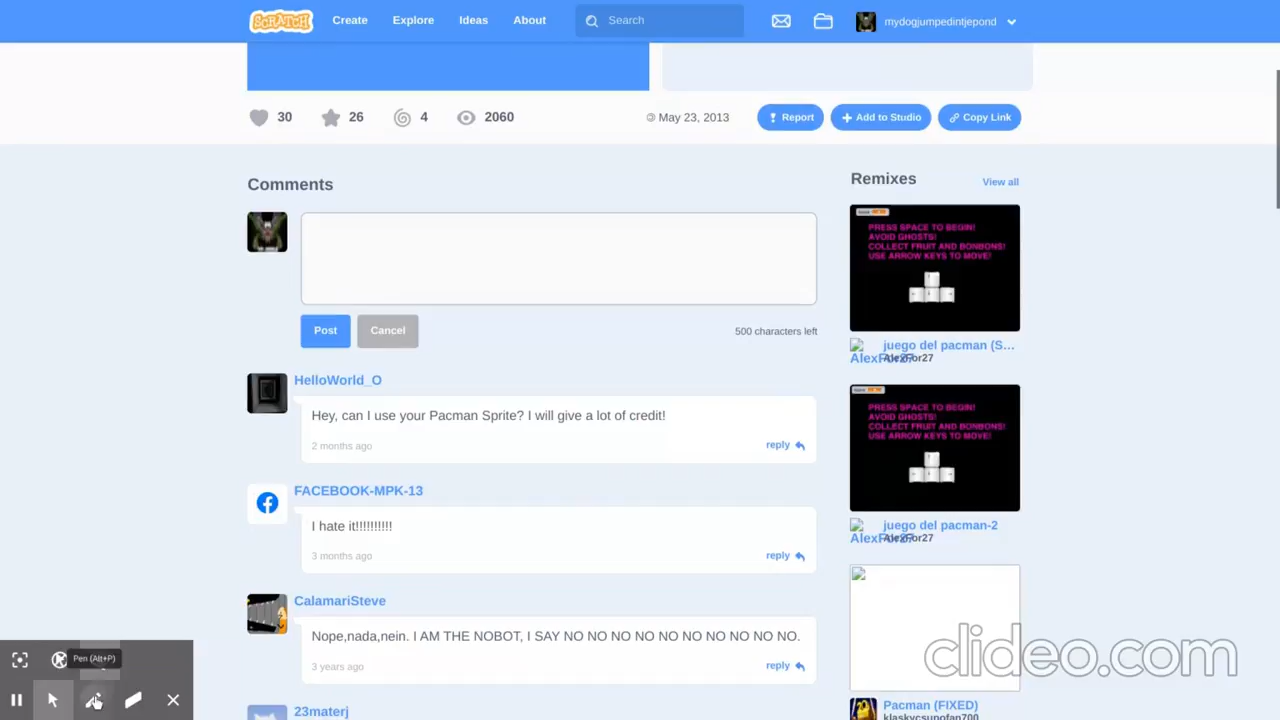 SCRATCH
Create
Explore
Ideas
About
Search
mydogjumpedintjepond
30
26
4
2060
May 23, 2013
Report
Add to Studio
Copy Link
Comments
Remixes
View all
PRESS SPACE TO BEGIN!
AVOID GHOSTS!
COLLECT FRUIT AND BONBONS!
USE ARROW KEYS TO MOVE!
Post
Cancel
500 characters left
juego del pacman (S...
AlexFor27
AlexFor27
HelloWorld_O
Hey, can I use your Pacman Sprite? I will give a lot of credit!
2 months ago
reply
PRESS SPACE TO BEGIN!
AVOID GHOSTS!
COLLECT FRUIT AND BONBONS!
USE ARROW KEYS TO MOVE!
FACEBOOK-MPK-13
I hate it!!!!!!!!!!
3 months ago
reply
juego del pacman-2
AlexFor27
AlexFor27
CalamariSteve
Nope,nada,nein. I AM THE NOBOT, I SAY NO NO NO NO NO NO NO NO NO NO.
3 years ago
reply
Pen (Alt+P)
clideo.com
23materj
Pacman (FIXED)
klaskycsupofan700